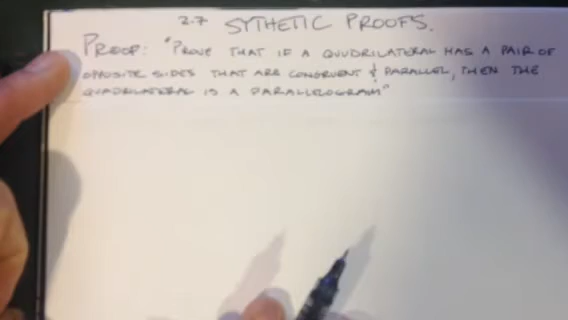 2.7 SYTHETIC PROOFS.
PROOF: "PROVE THAT IF A QUUDRILATERAL HAS A PAIR OF
OPPOSITE SIDES THAT ARE CONGRUENT & PARALLEL, THEN THE
QUADRILATERAL IS A PARALLELOGRAM"